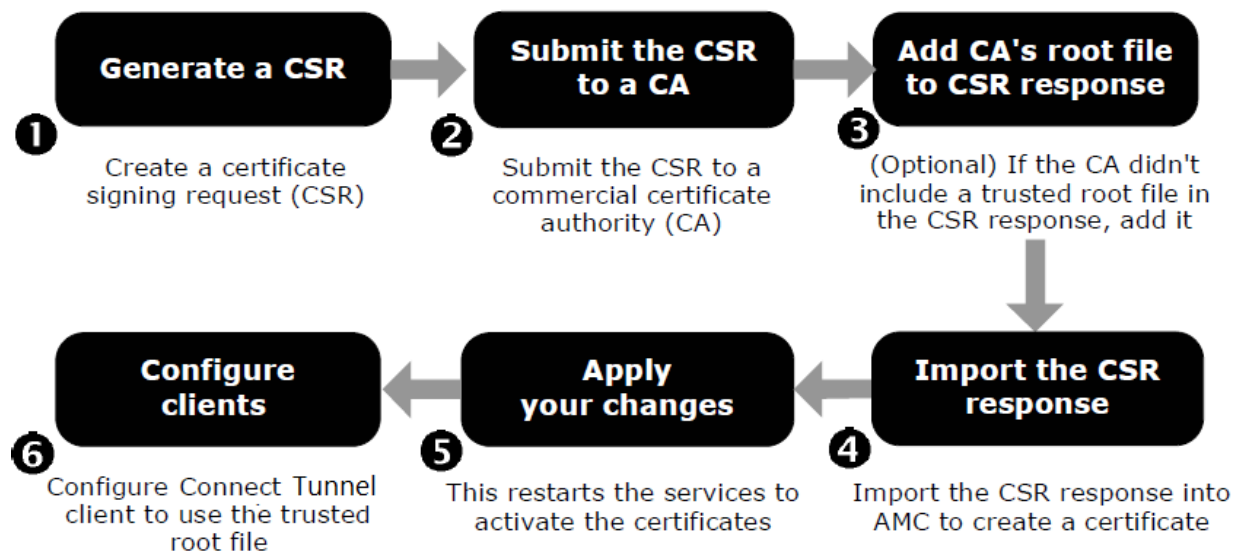 Generate a CSR
1
Create a certificate
signing request (CSR)
Submit the CSR
to a CA
2
Submit the CSR to a
commercial certificate
authority (CA)
Add CA's root file
to CSR response
3
(Optional) If the CA didn't
include a trusted root file in
the CSR response, add it
Import the CSR
response
4
Import the CSR response into
AMC to create a certificate
Apply
your changes
5
This restarts the services to
activate the certificates
Configure
clients
6
Configure Connect Tunnel
client to use the trusted
root file